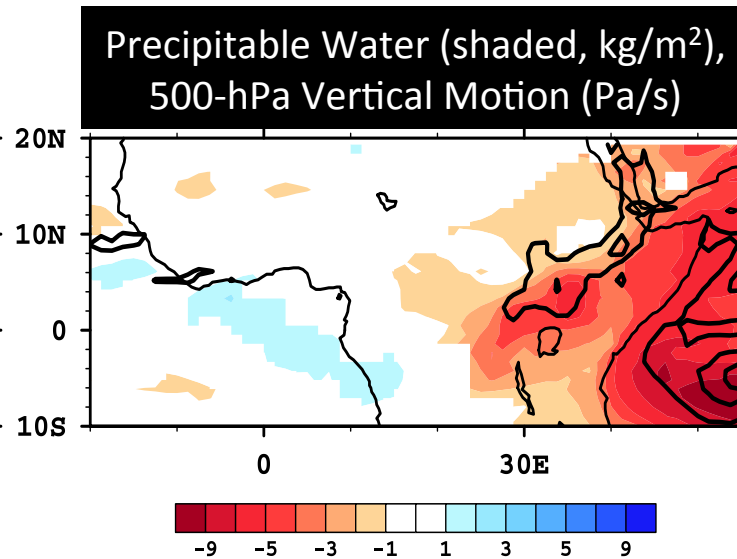 Precipitable Water (shaded, kg/m²),
500-hPa Vertical Motion (Pa/s)
20N
10N
0
10S
0 30E
-9 -5 -3 -1 1 3 5 9